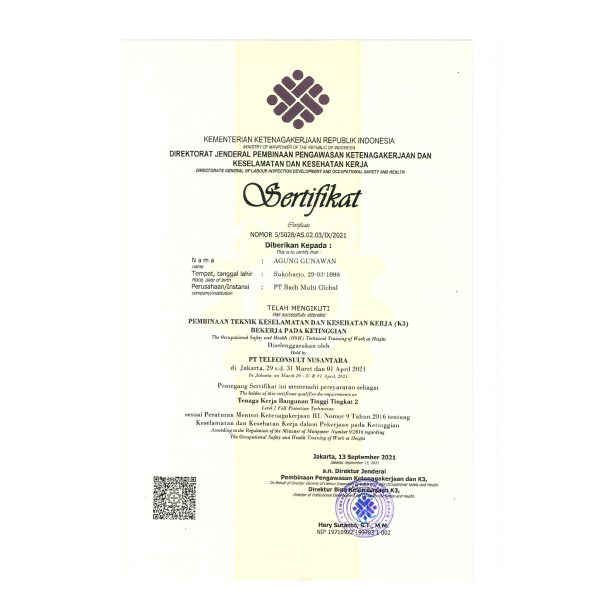 KEMENTERIAN KETENAGAKERJAAN REPUBLIK INDONESIA
MINISTRY OF MANPOWER OF THE REPUBLIC OF INDONESIA
DIREKTORAT JENDERAL PEMBINAAN PENGAWASAN KETENAGAKERJAAN DAN
KESELAMATAN DAN KESEHATAN KERJA
DIRECTORATE GENERAL OF LABOUR INSPECTION DEVELOPMENT AND OCCUPATIONAL SAFETY AND HEALTH
Sertifikat
Certificate
NOMOR 5/5028/AS.02.03/IX/2021
Diberikan Kepada :
This is to certify that :
N a m a : AGUNG GUNAWAN
name
Tempat, tanggal lahir : Sukoharjo, 29-03-1998
Place, date of birth
Perusahaan/Instansi : PT Bach Multi Global
company/institution
TELAH MENGIKUTI
Has successfully attended
PEMBINAAN TEKNIK KESELAMATAN DAN KESEHATAN KERJA (K3)
BEKERJA PADA KETINGGIAN
The Occupational Safety and Health (OSH) Technical Training of Work at Height
Diselenggarakan oleh
Held by
PT TELECONSULT NUSANTARA
di Jakarta, 29 s.d. 31 Maret dan 01 April 2021
In Jakarta on March 29 - 31 & 01 April, 2021
Pemegang Sertifikat ini memenuhi persyaratan sebagai
The holder of this certificate qualifies the requirements as
Tenaga Kerja Bangunan Tinggi Tingkat 2
Level 2 Fall Protection Technician
sesuai Peraturan Menteri Ketenagakerjaan RI. Nomor 9 Tahun 2016 tentang
Keselamatan dan Kesehatan Kerja dalam Pekerjaan pada Ketinggian
According to the Regulation of the Minister of Manpower Number 9/2016 regarding
The Occupational Safety and Health Training of Work at Height
Jakarta, 13 September 2021
Jakarta, September 13, 2021
a.n. Direktur Jenderal
Pembinaan Pengawasan Ketenagakerjaan dan K3,
On Behalf of Director General of Labour Inspection and Occupational Safety and Health,
Direktur Bina Kelembagaan K3,
Director of Institutional Safety and Health,
Hery Sutanto, S.T., M.M.
NIP 19710922 199703 1 002